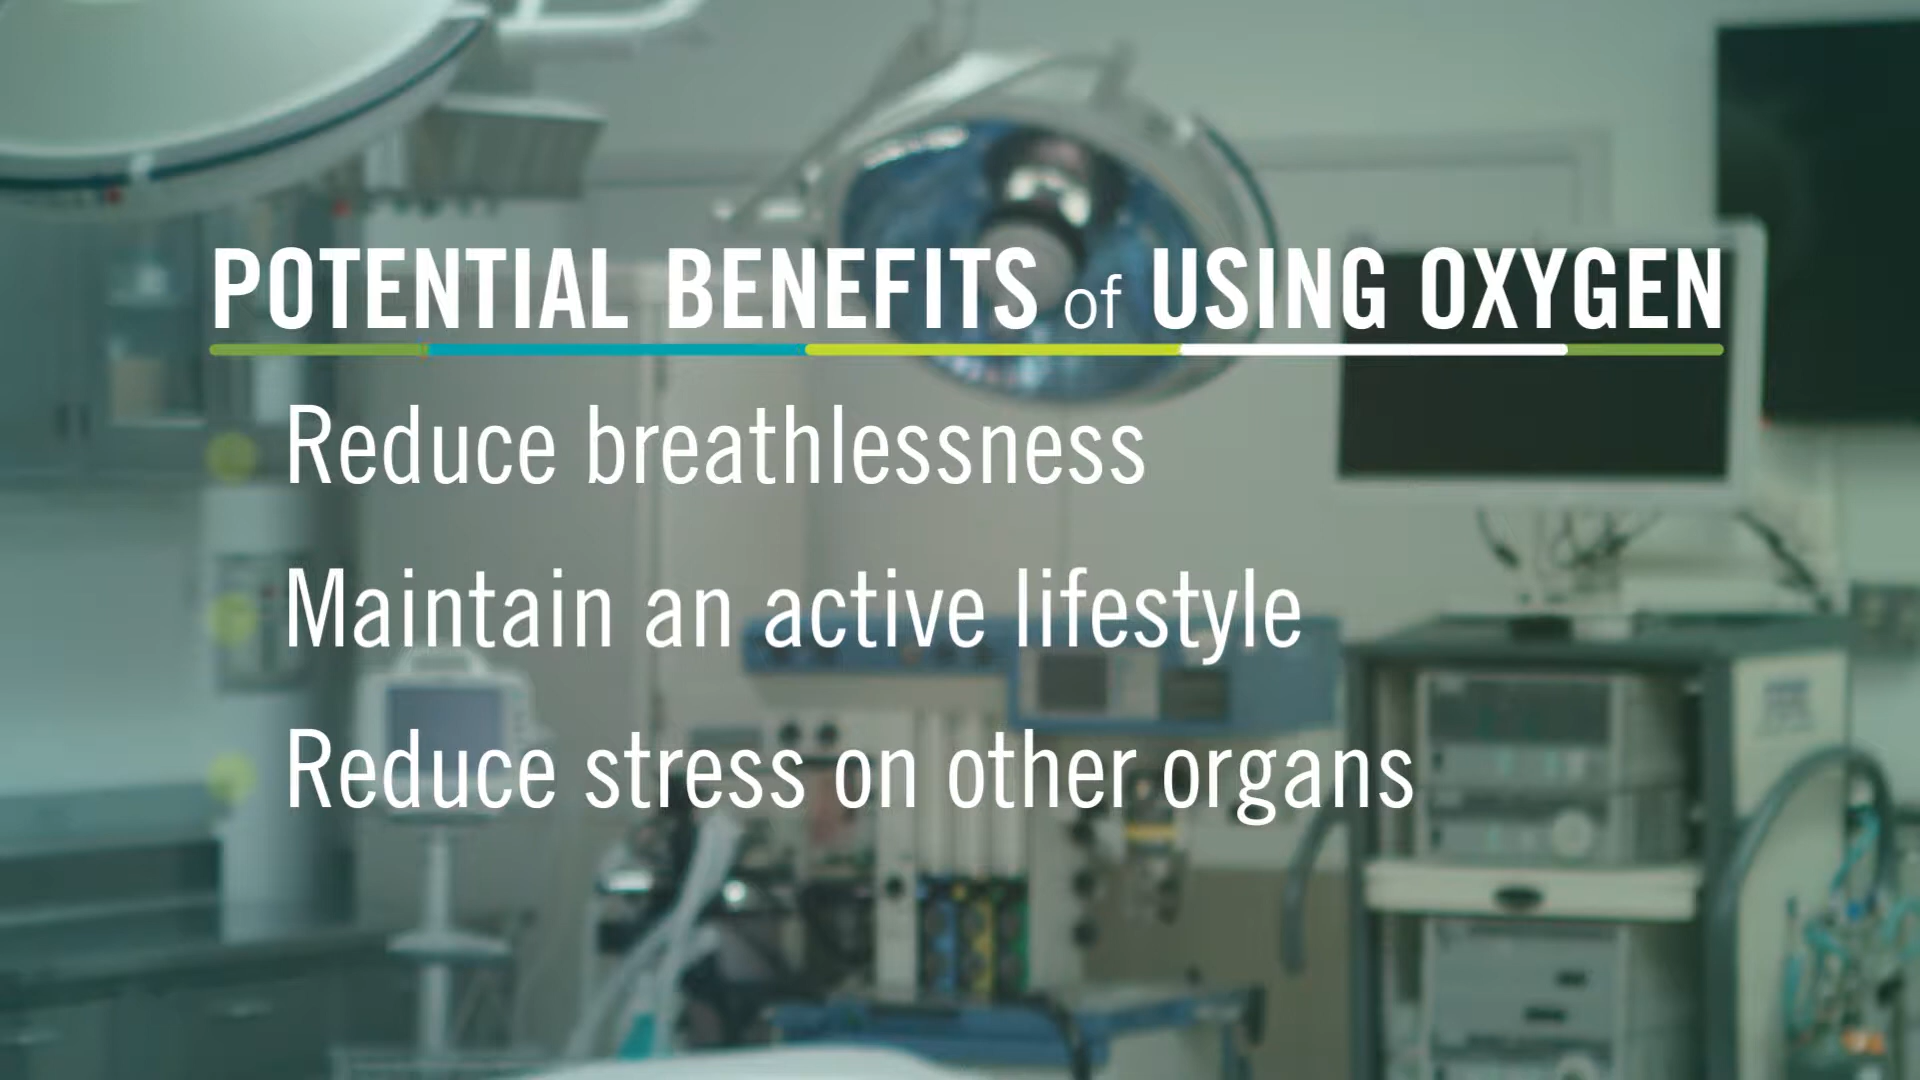 POTENTIAL BENEFITS of USING OXYGEN
Reduce breathlessness
Maintain an active lifestyle
Reduce stress on other organs